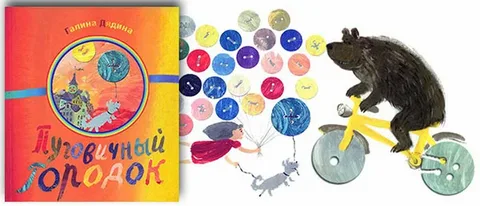 Галина Дядина
Пуговичный
городок